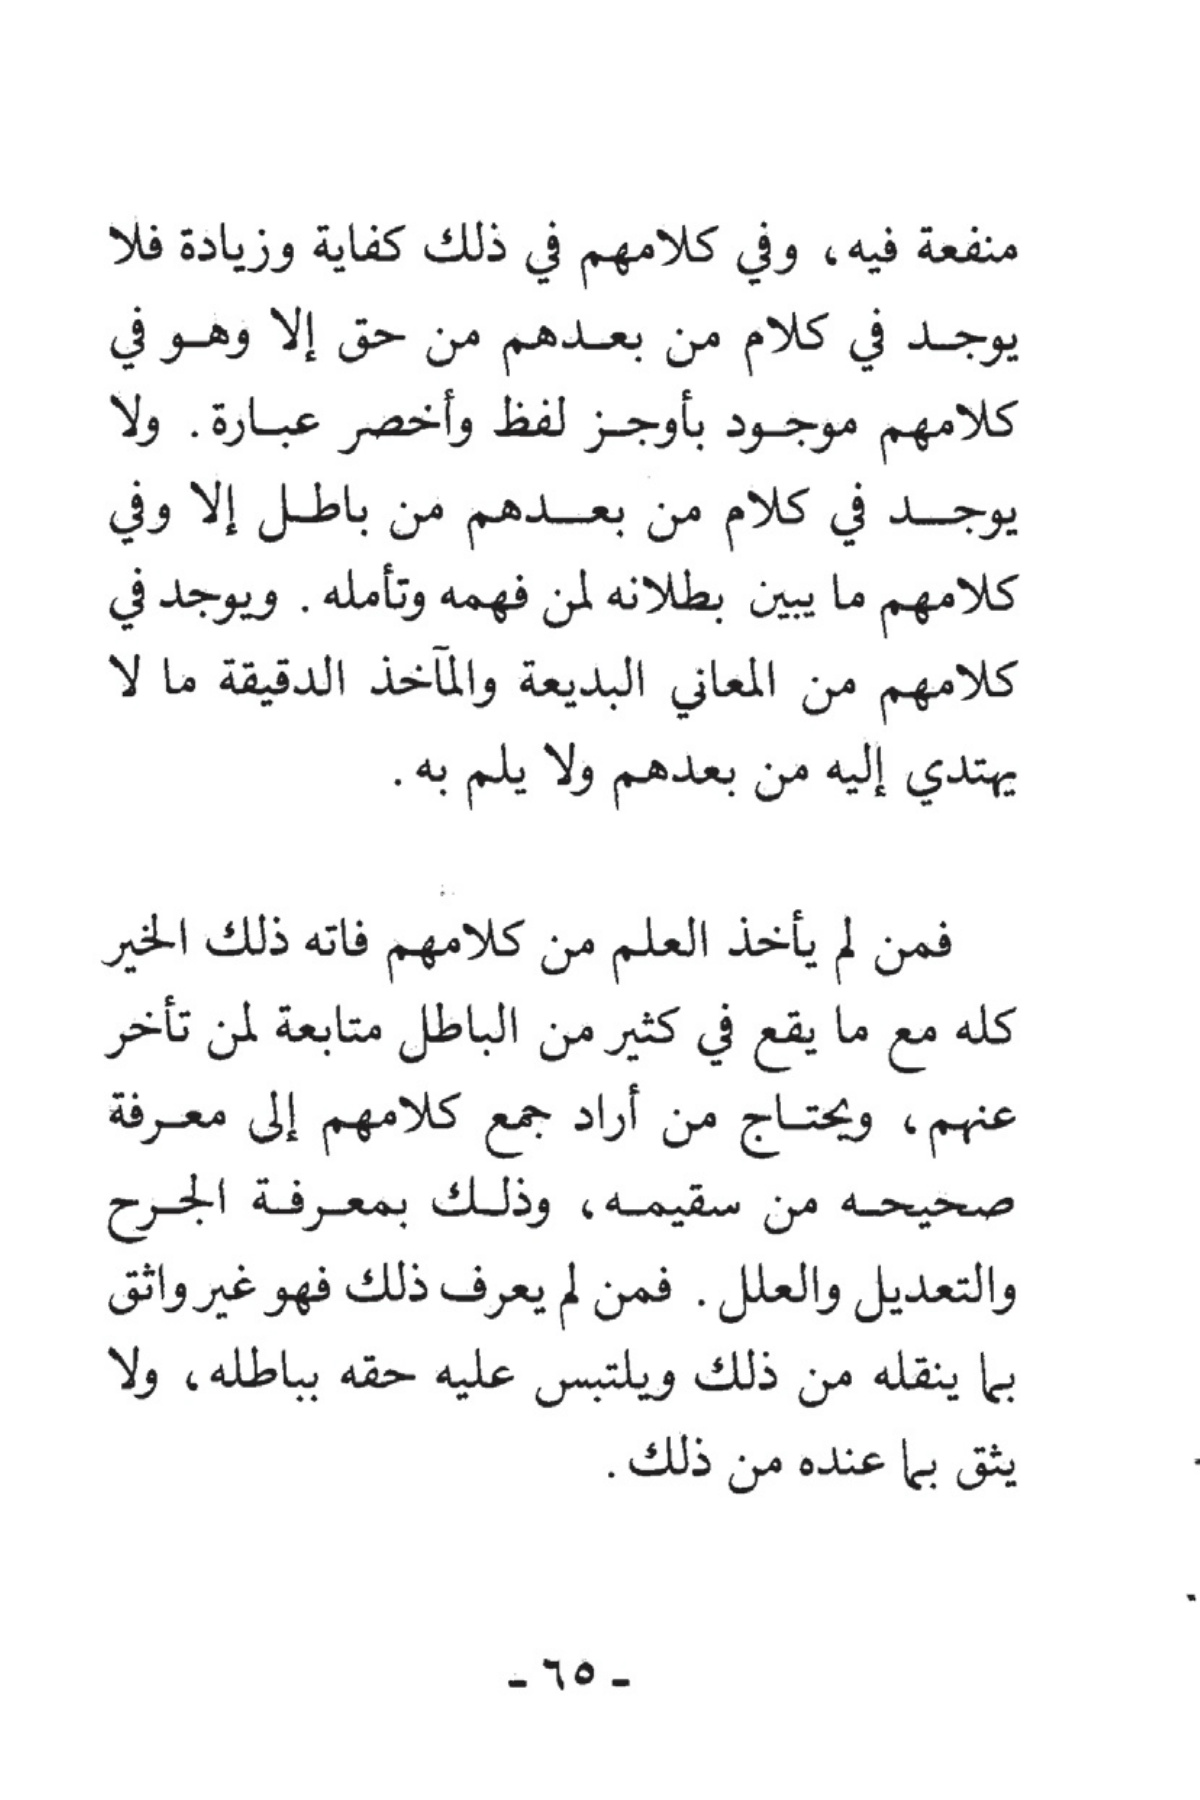 منفعة فيه، وفي كلامهم في ذلك كفاية وزيادة فلا
يوجد في كلام من بعدهم من حق إلا وهو في
كلامهم موجود بأوجز لفظ وأخصر عبارة. ولا
يوجد في كلام من بعدهم من باطل إلا وفي
كلامهم ما يبين بطلانه لمن فهمه وتأمله. ويوجد في
كلامهم من المعاني البديعة والمآخذ الدقيقة ما لا
يهتدي إليه من بعدهم ولا يلم به.
فمن لم يأخذ العلم من كلامهم فاته ذلك الخير
كله مع ما يقع في كثير من الباطل متابعة لمن تأخر
عنهم، ويحتاج من أراد جمع كلامهم إلى معرفة
صحيحه من سقيمه، وذلك بمعرفة الجرح
والتعديل والعلل. فمن لم يعرف ذلك فهو غير واثق
بما ينقله من ذلك ويلتبس عليه حقه بباطله، ولا
يثق بما عنده من ذلك.
- ٦٥ -